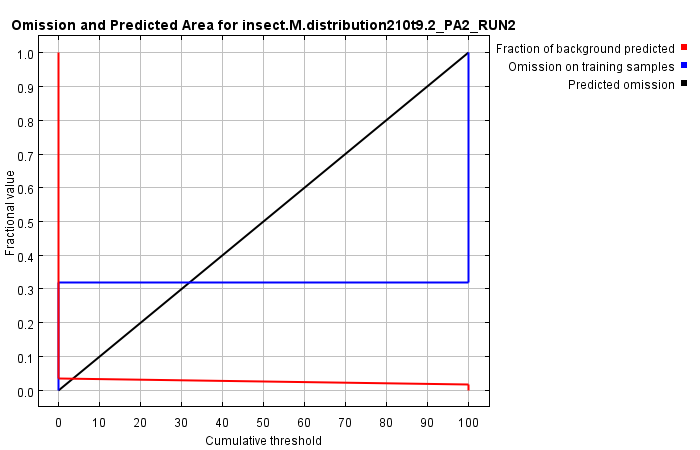 Omission and Predicted Area for insect.M.distribution210t9.2_PA2_RUN2
Fraction of background predicted
Omission on training samples
Predicted omission
1.0
0.9
0.8
0.7
0.6
0.5
0.4
0.3
0.2
0.1
0.0
Fractional value
0 10 20 30 40 50 60 70 80 90 100
Cumulative threshold